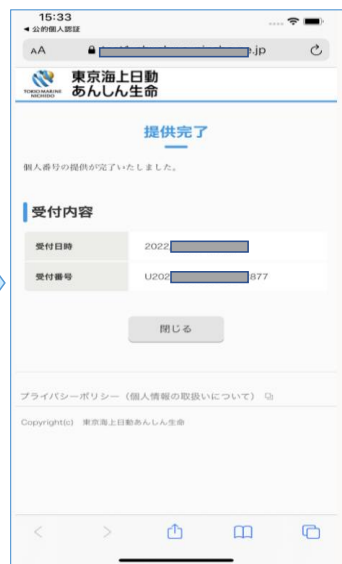 15:33
◀ 公的個人認証
AA
.jp
TOKIO MARINE NICHIDO
東京海上日動
あんしん生命
提供完了
個人番号の提供が完了いたしました。
受付内容
受付日時 2022
受付番号 U202 877
閉じる
プライバシーポリシー（個人情報の取扱いについて）
Copyright(c) 東京海上日動あんしん生命